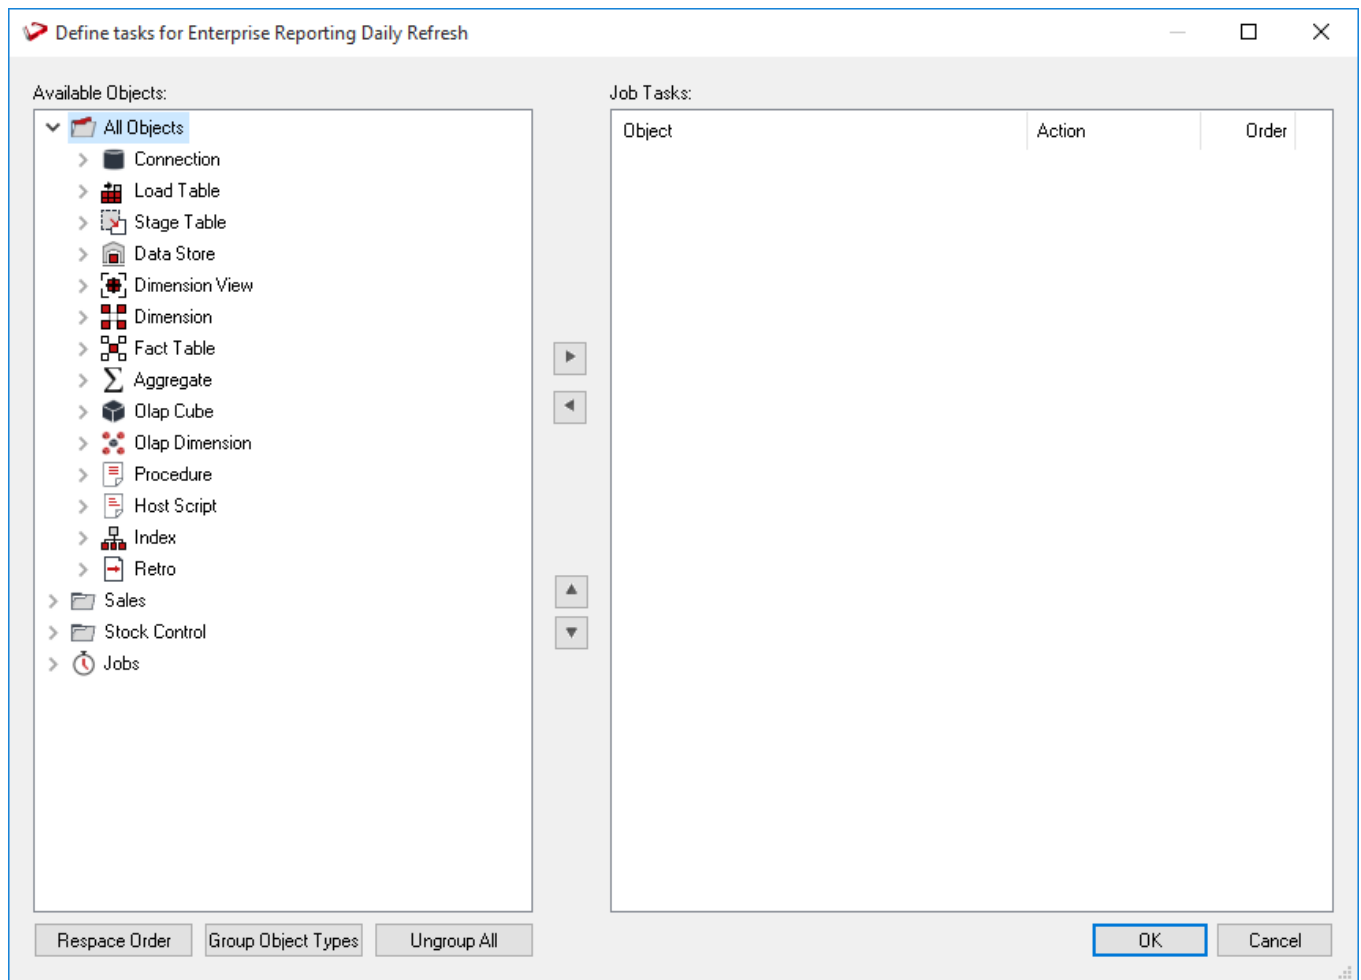 Define tasks for Enterprise Reporting Daily Refresh
Available Objects:
Job Tasks:
All Objects
Connection
Load Table
Stage Table
Data Store
Dimension View
Dimension
Fact Table
Aggregate
Olap Cube
Olap Dimension
Procedure
Host Script
Index
Retro
Sales
Stock Control
Jobs
Object Action Order
Respace Order Group Object Types Ungroup All OK Cancel